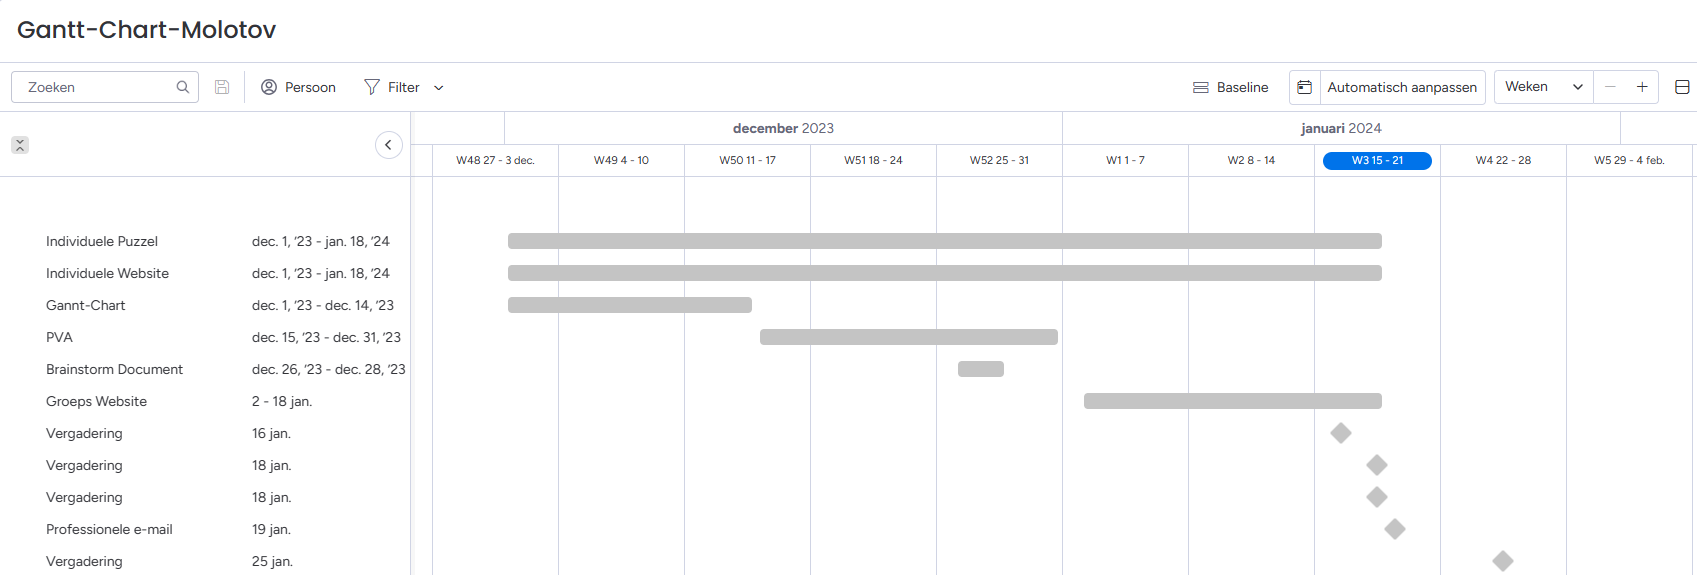 Gantt-Chart-Molotov
Zoeken
Persoon
Filter
Baseline
Automatisch aanpassen
Weken
december 2023
januari 2024
W48 27 - 3 dec.
W49 4 - 10
W50 11 - 17
W51 18 - 24
W52 25 - 31
W1 1 - 7
W2 8 - 14
W3 15 - 21
W4 22 - 28
W5 29 - 4 feb.
Individuele Puzzel dec. 1, '23 - jan. 18, '24
Individuele Website dec. 1, '23 - jan. 18, '24
Gannt-Chart dec. 1, '23 - dec. 14, '23
PVA dec. 15, '23 - dec. 31, '23
Brainstorm Document dec. 26, '23 - dec. 28, '23
Groeps Website 2 - 18 jan.
Vergadering 16 jan.
Vergadering 18 jan.
Vergadering 18 jan.
Professionele e-mail 19 jan.
Vergadering 25 jan.